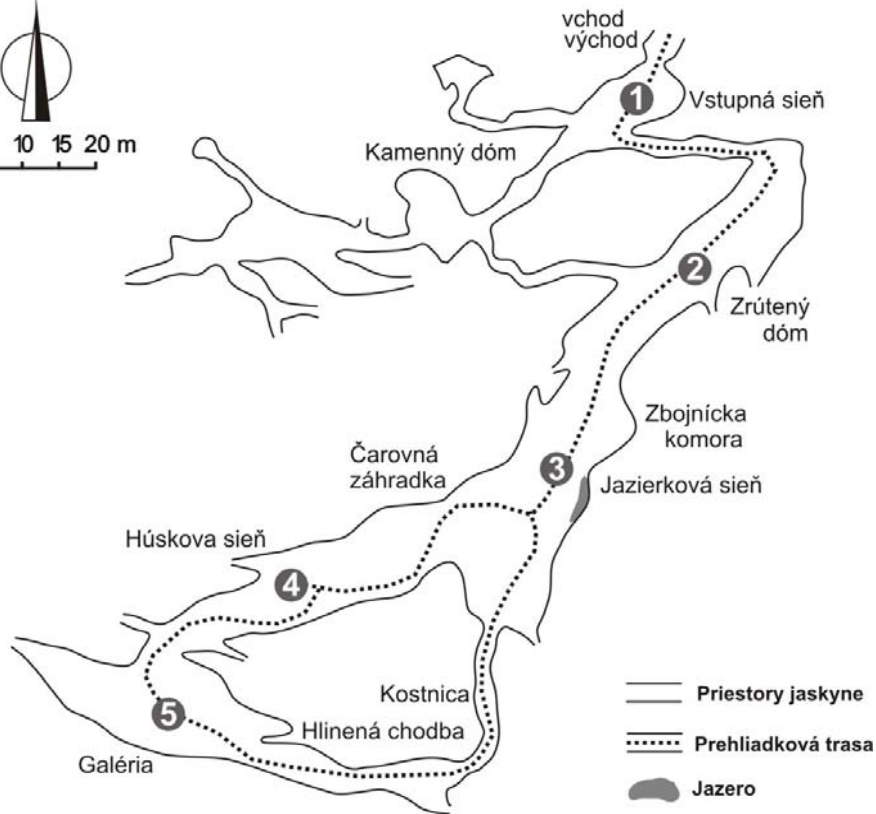 vchod
východ
1
Vstupná sieň
10 15 20 m
Kamenný dóm
2
Zrútený
dóm
Zbojnícka
komora
3
Čarovná
záhradka
Jazierková sieň
Húskova sieň
4
Kostnica
Priestory jaskyne
5
Hlinená chodba
Prehliadková trasa
Galéria
Jazero